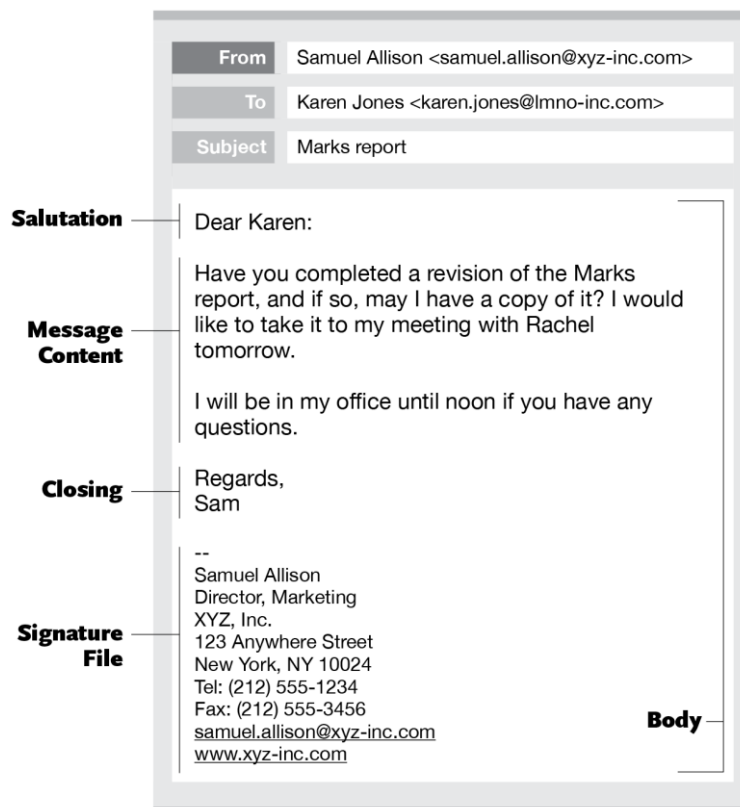 From Samuel Allison <samuel.allison@xyz-inc.com>
To Karen Jones <karen.jones@lmno-inc.com>
Subject Marks report
Salutation
Dear Karen:
Message
Content
Have you completed a revision of the Marks
report, and if so, may I have a copy of it? I would
like to take it to my meeting with Rachel
tomorrow.
I will be in my office until noon if you have any
questions.
Closing
Regards,
Sam
Signature
File
--
Samuel Allison
Director, Marketing
XYZ, Inc.
123 Anywhere Street
New York, NY 10024
Tel: (212) 555-1234
Fax: (212) 555-3456
samuel.allison@xyz-inc.com
www.xyz-inc.com
Body